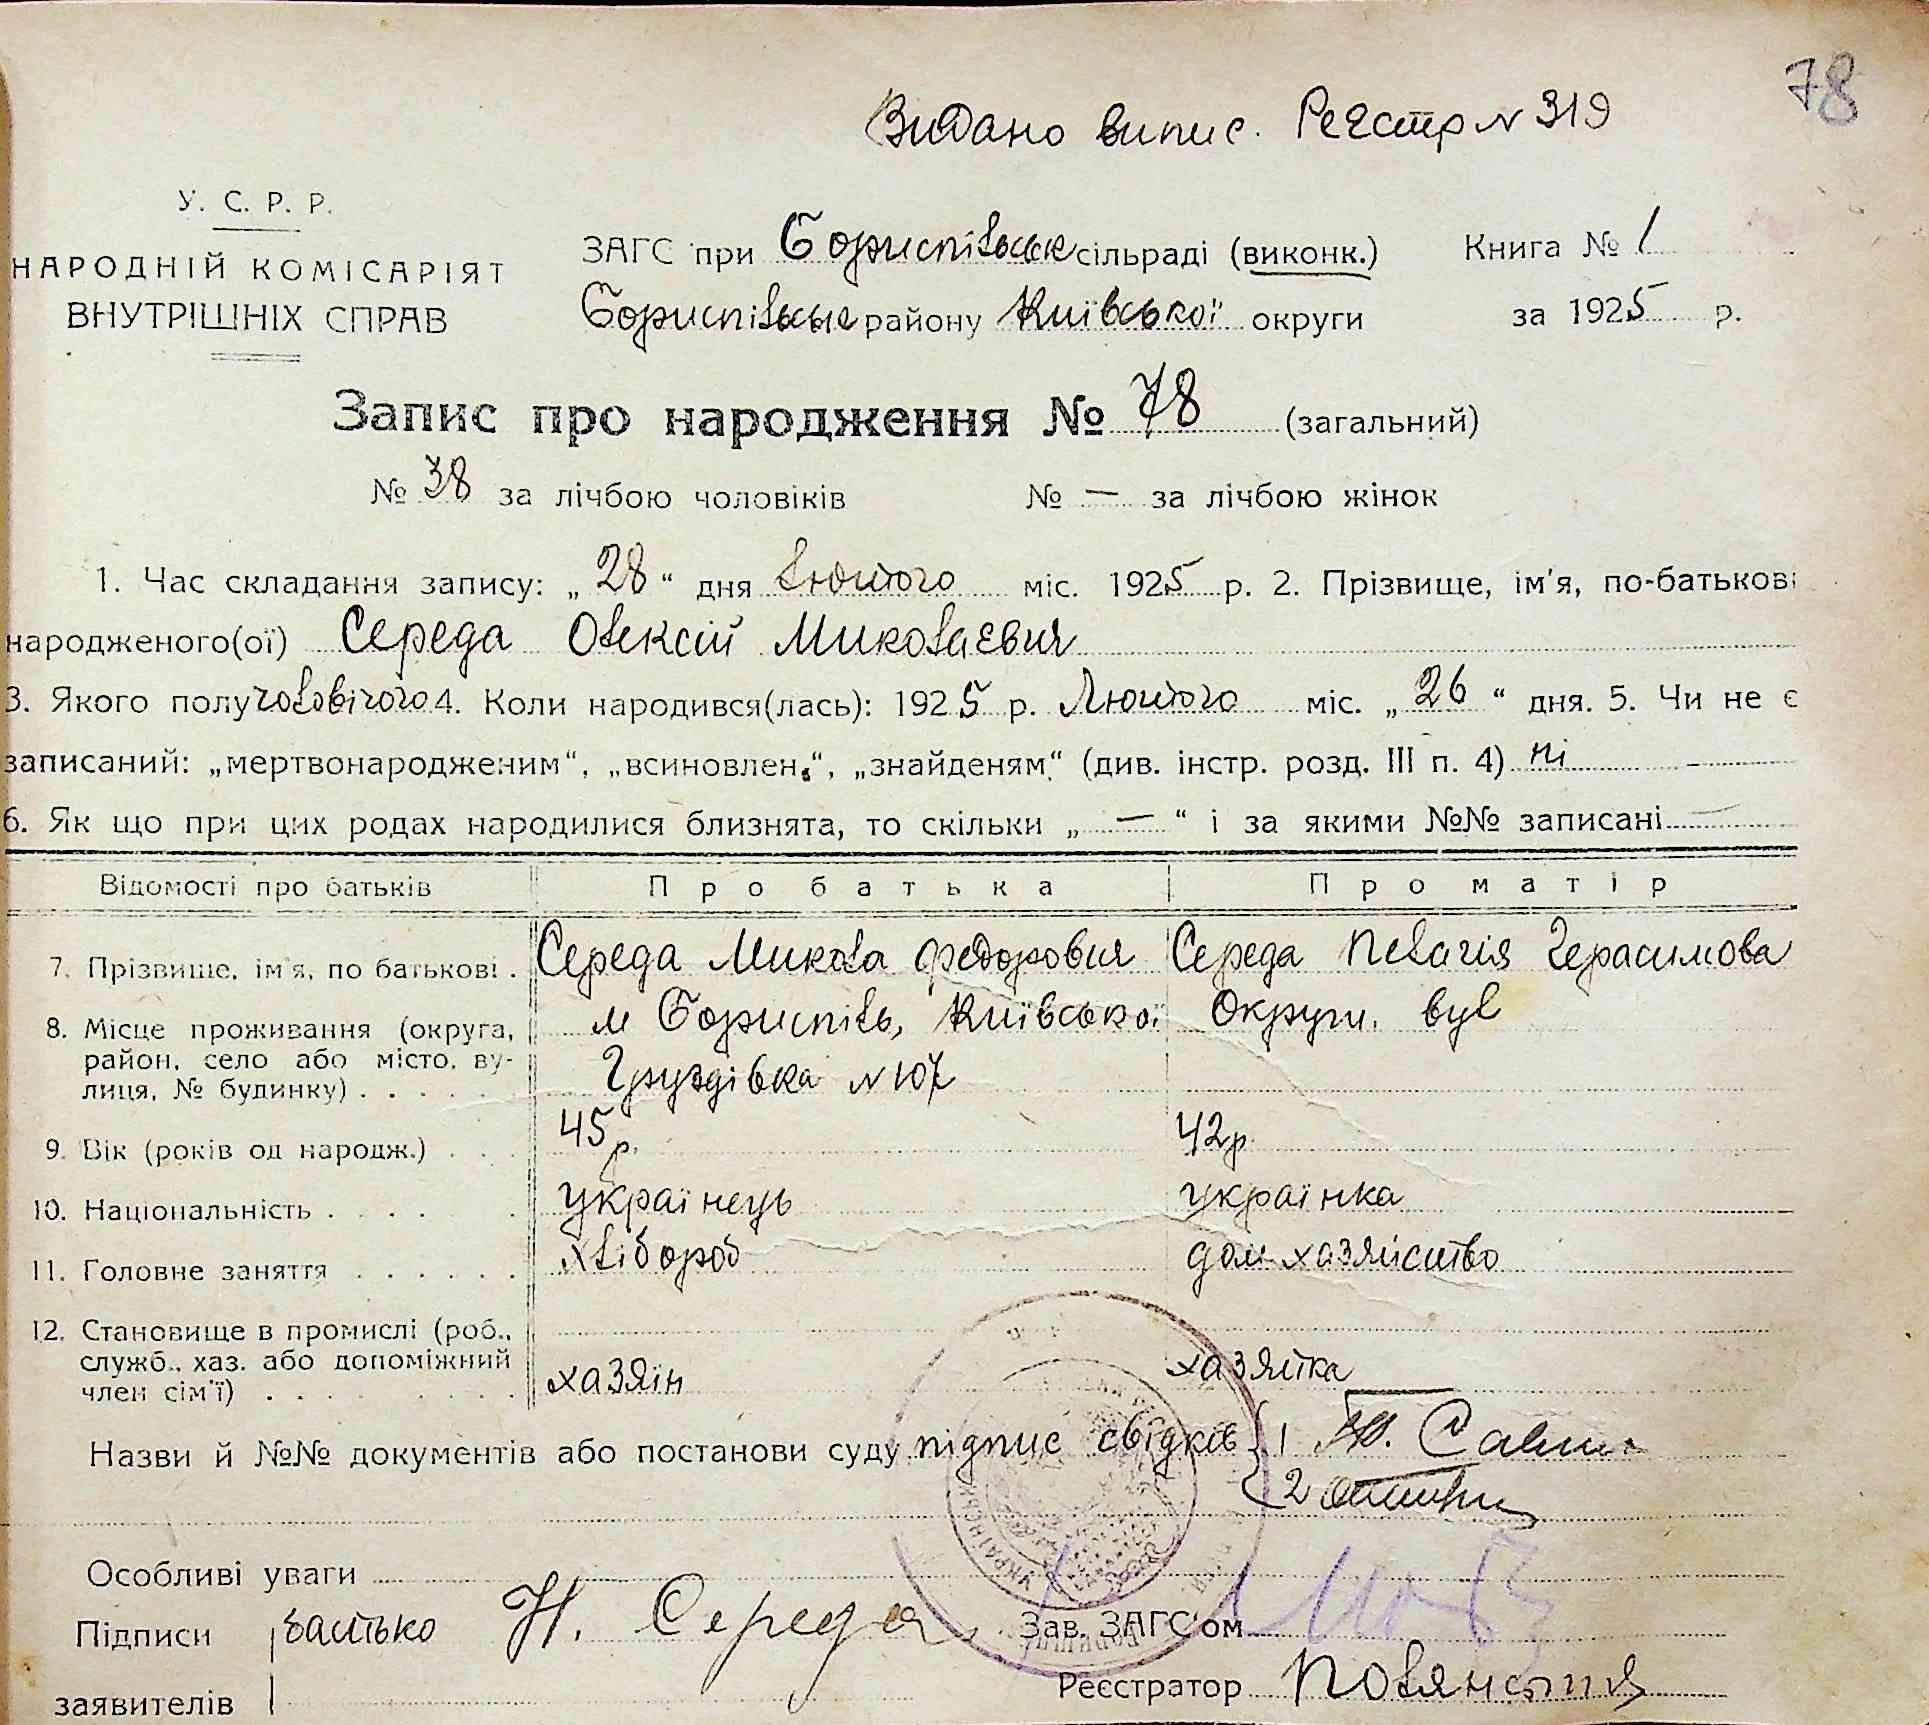 78
Видано випис. Реєстр N 319
У. С. Р. Р.
НАРОДНІЙ КОМІСАРІЯТ
ВНУТРІШНІХ СПРАВ
ЗАГС при Бориспільськ сільраді (виконк.) Книга № 1
Бориспільськ району Київської округи за 1925 р.
Запис про народження № 78 (загальний)
№ 38 за лічбою чоловіків № — за лічбою жінок
1. Час складання запису: „28“ дня Лютого міс. 1925 р. 2. Прізвище, ім'я, по-батькові
народженого(ої) Середа Олексій Миколаевич
3. Якого полу чоловічого 4. Коли народився(лась): 1925 р. Лютого міс. „26“ дня. 5. Чи не є
записаний: „мертвонародженим“, „всиновлен.“, „знайденям“ (див. інстр. розд. III п. 4) ні —
6. Як що при цих родах народилися близнята, то скільки „—“ і за якими №№ записані —
Відомості про батьків Про батька Про матір
7. Прізвище, ім'я, по батькові . Середа Микола Федорович Середа Пелагія Герасимова
8. Місце проживання (округа, м Бориспіль, Київської Округи, вул
район, село або місто, ву-
лиця, № будинку) . . . . . Груздівка N 107
9. Вік (років од народж.) . . . 45 р. 42 р
10. Національність . . . . . українець українка
11. Головне заняття . . . . . . хлібороб дом-хазяйство
12. Становище в промислі (роб.,
служб., хаз. або допоміжний
член сім'ї) . . . . . . . . . хазяїн хазяйка
Назви й №№ документів або постанови суду підпис свідків { 1
2
Особливі уваги
Підписи батько Н. Середа Зав. ЗАГС'ом
заявителів Реєстратор